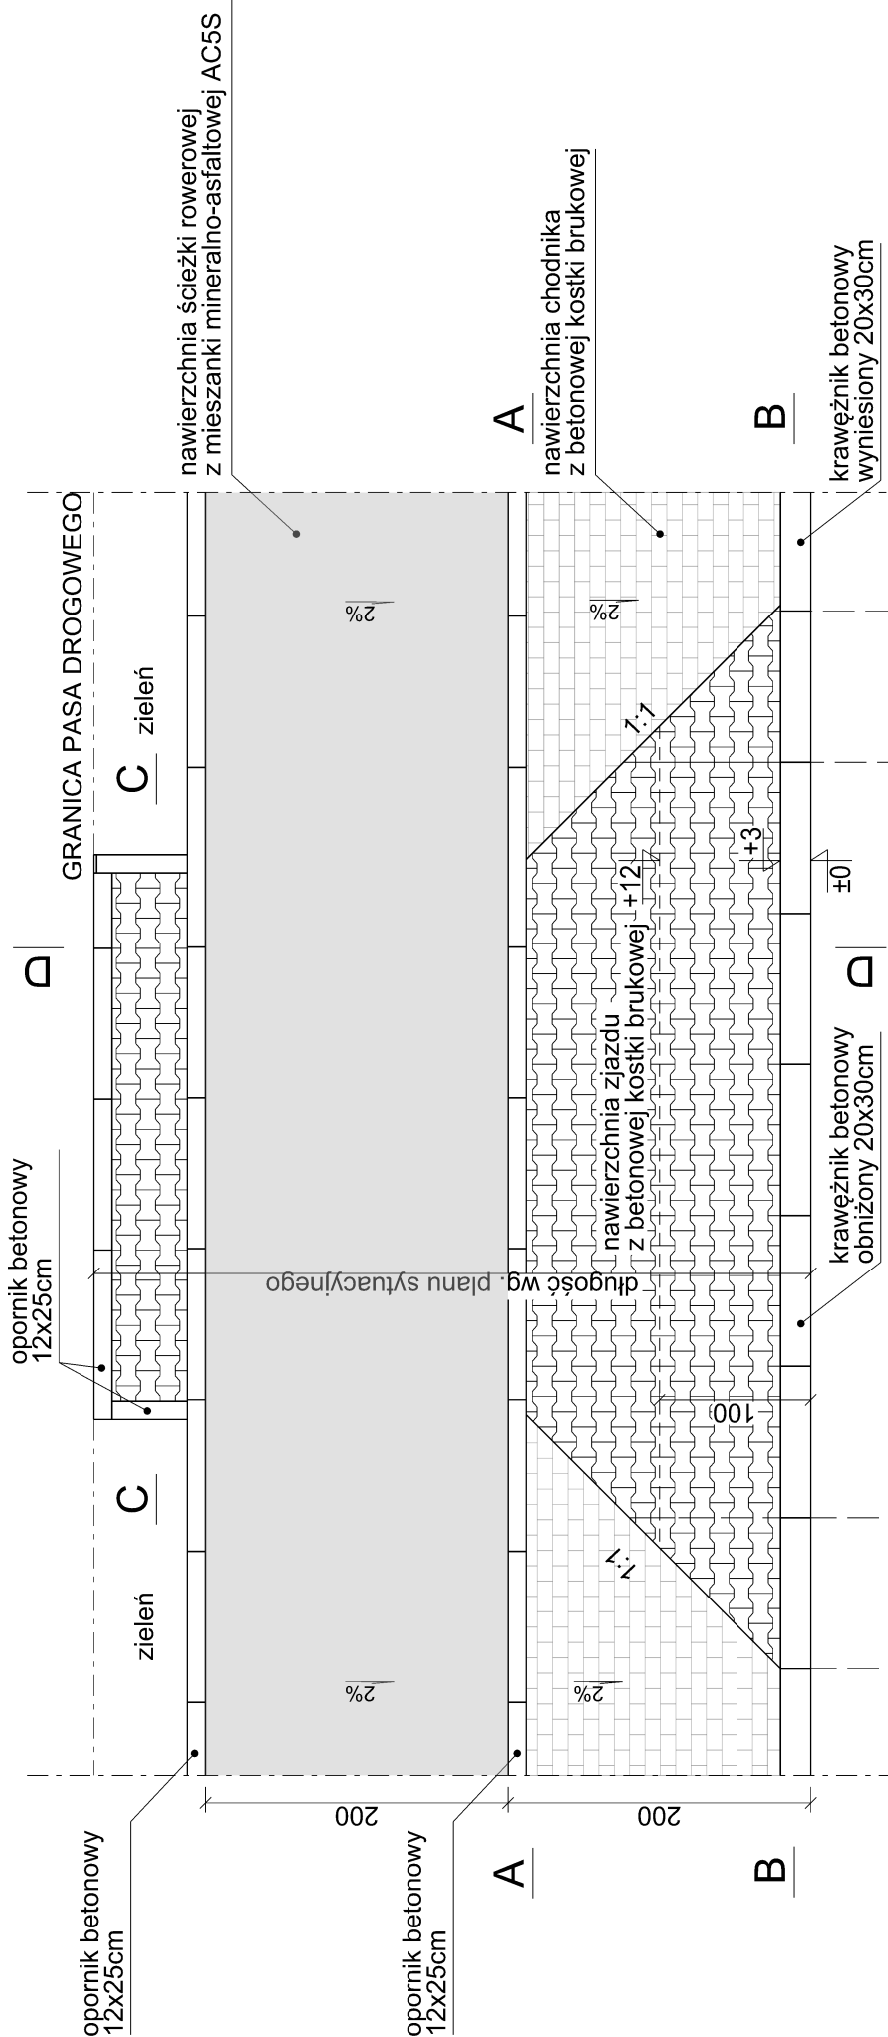 opornik betonowy
12x25cm
GRANICA PASA DROGOWEGO
D
C
C
zieleń
zieleń
nawierzchnia ścieżki rowerowej
z mieszanki mineralno-asfaltowej AC5S
opornik betonowy
12x25cm
2%
2%
200
długość wg. planu sytuacyjnego
opornik betonowy
12x25cm
A
A
nawierzchnia chodnika
z betonowej kostki brukowej
2%
2%
1:1
1:1
nawierzchnia zjazdu
z betonowej kostki brukowej
+12
+3
±0
100
200
B
B
D
krawężnik betonowy
obniżony 20x30cm
krawężnik betonowy
wyniesiony 20x30cm